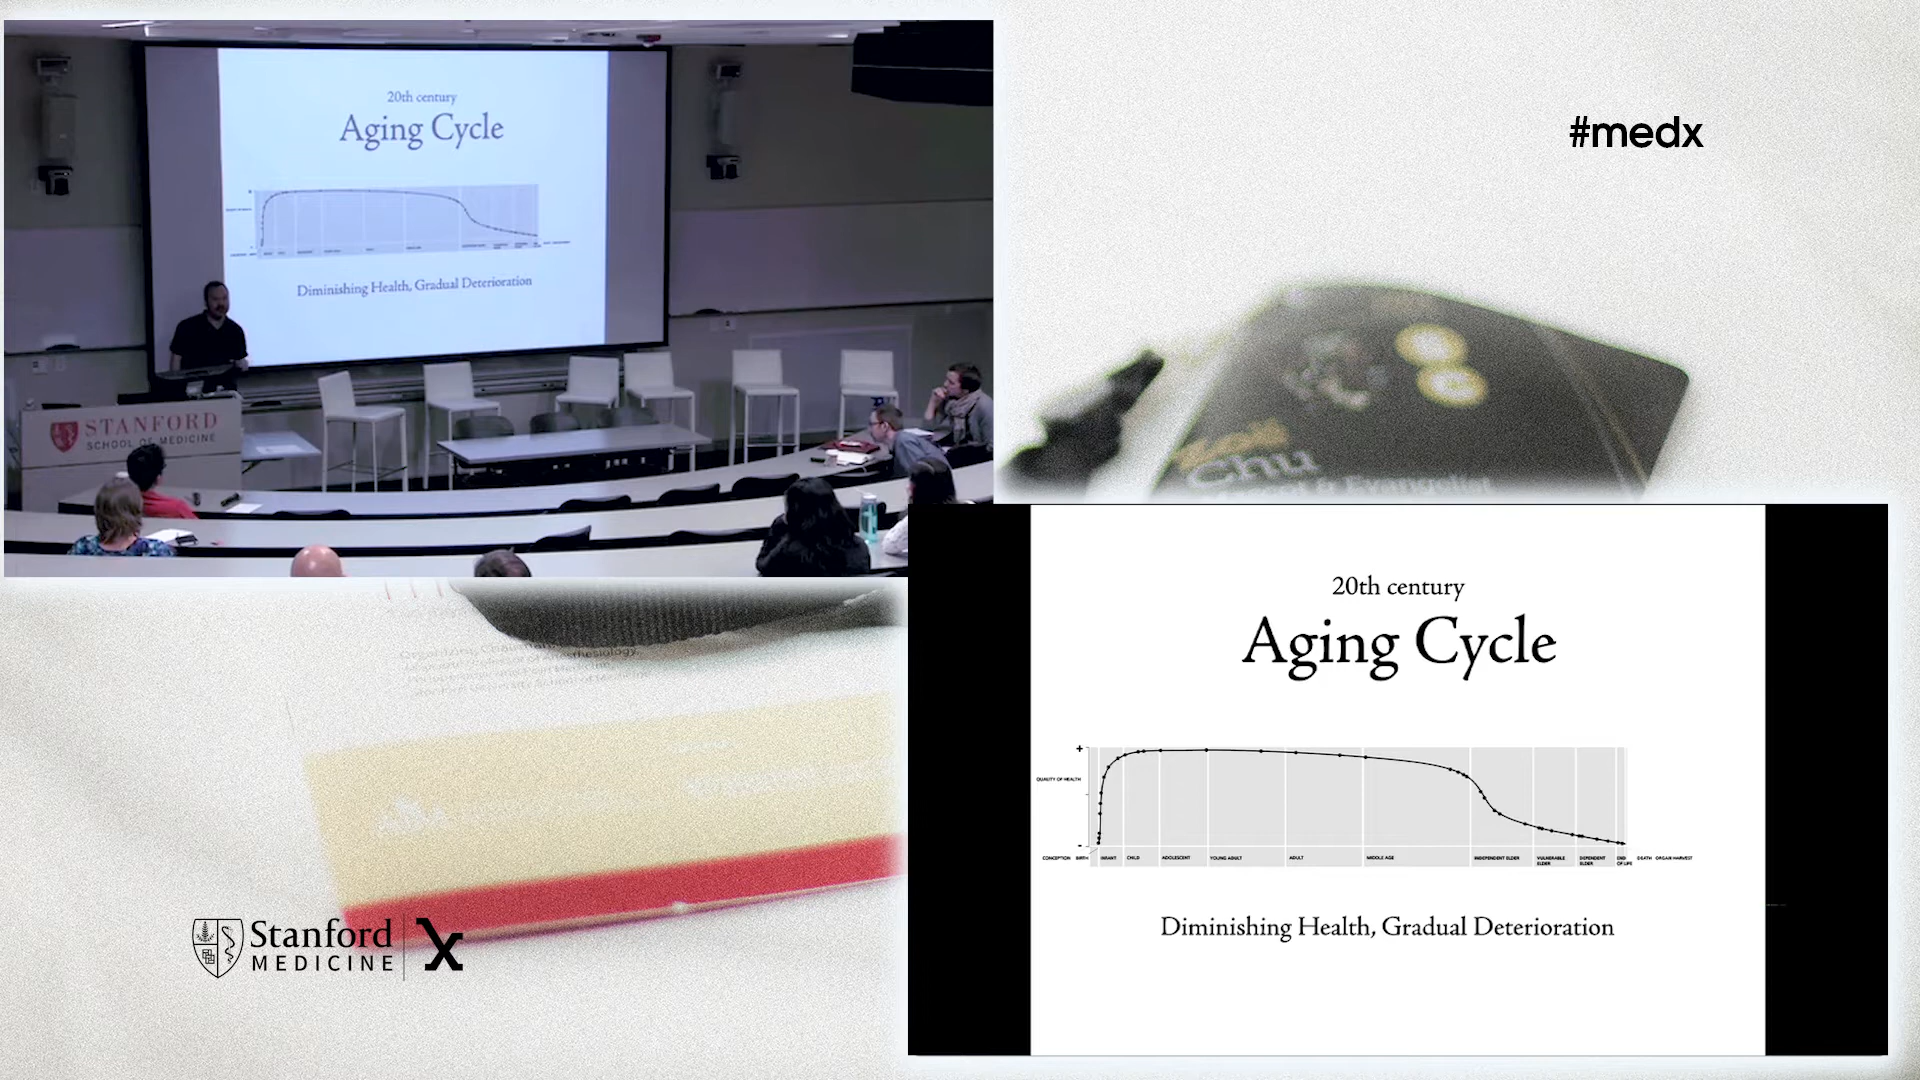 20th century
Aging Cycle
Diminishing Health, Gradual Deterioration
STANFORD
SCHOOL OF MEDICINE
#medx
Chu
Evangelist
20th century
Aging Cycle
+
QUALITY OF HEALTH
-
CONCEPTION BIRTH INFANT CHILD ADOLESCENT YOUNG ADULT ADULT MIDDLE AGE INDEPENDENT ELDER VULNERABLE ELDER DEPENDENT ELDER END OF LIFE DEATH ORGAN HARVEST
Diminishing Health, Gradual Deterioration
Stanford
MEDICINE
X